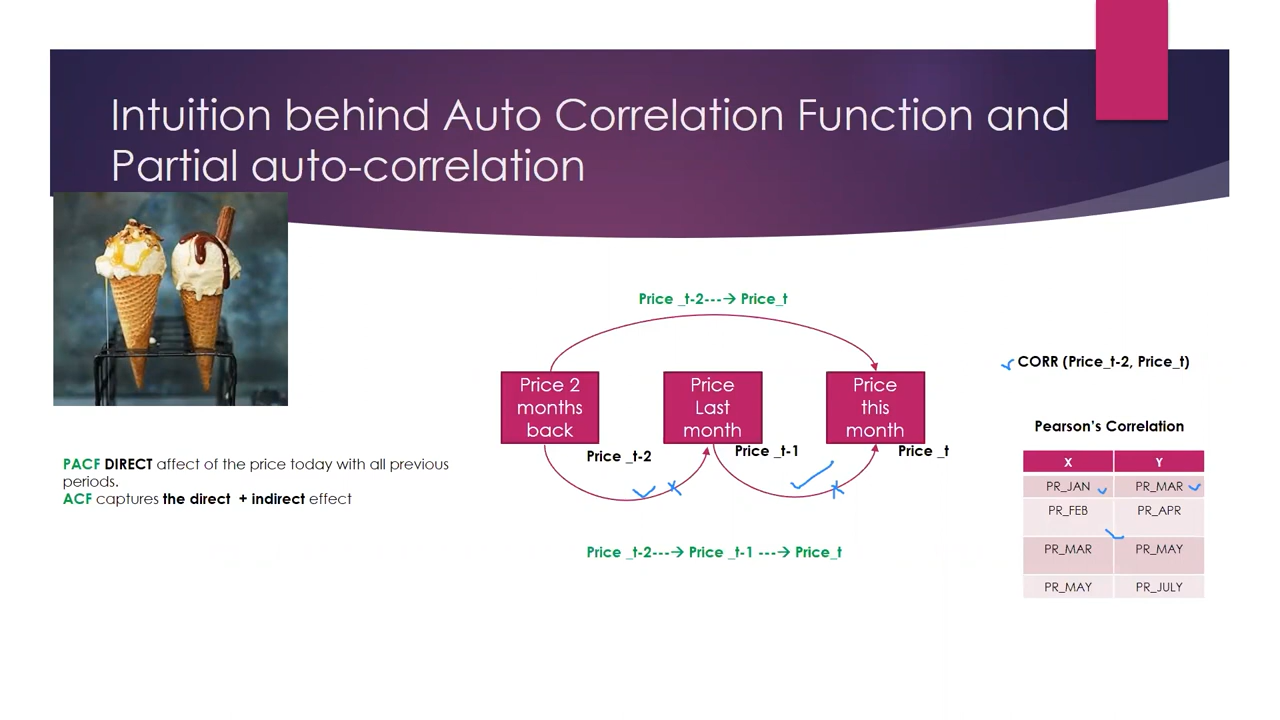 Intuition behind Auto Correlation Function and
Partial auto-correlation
Price _t-2---→ Price_t
CORR (Price_t-2, Price_t)
Price 2
months
back
Price
Last
month
Price
this
month
Price _t-2
Price _t-1
Price _t
Price _t-2---→ Price _t-1 ---→ Price_t
PACF DIRECT affect of the price today with all previous
periods.
ACF captures the direct + indirect effect
Pearson's Correlation
X Y
PR_JAN PR_MAR
PR_FEB PR_APR
PR_MAR PR_MAY
PR_MAY PR_JULY